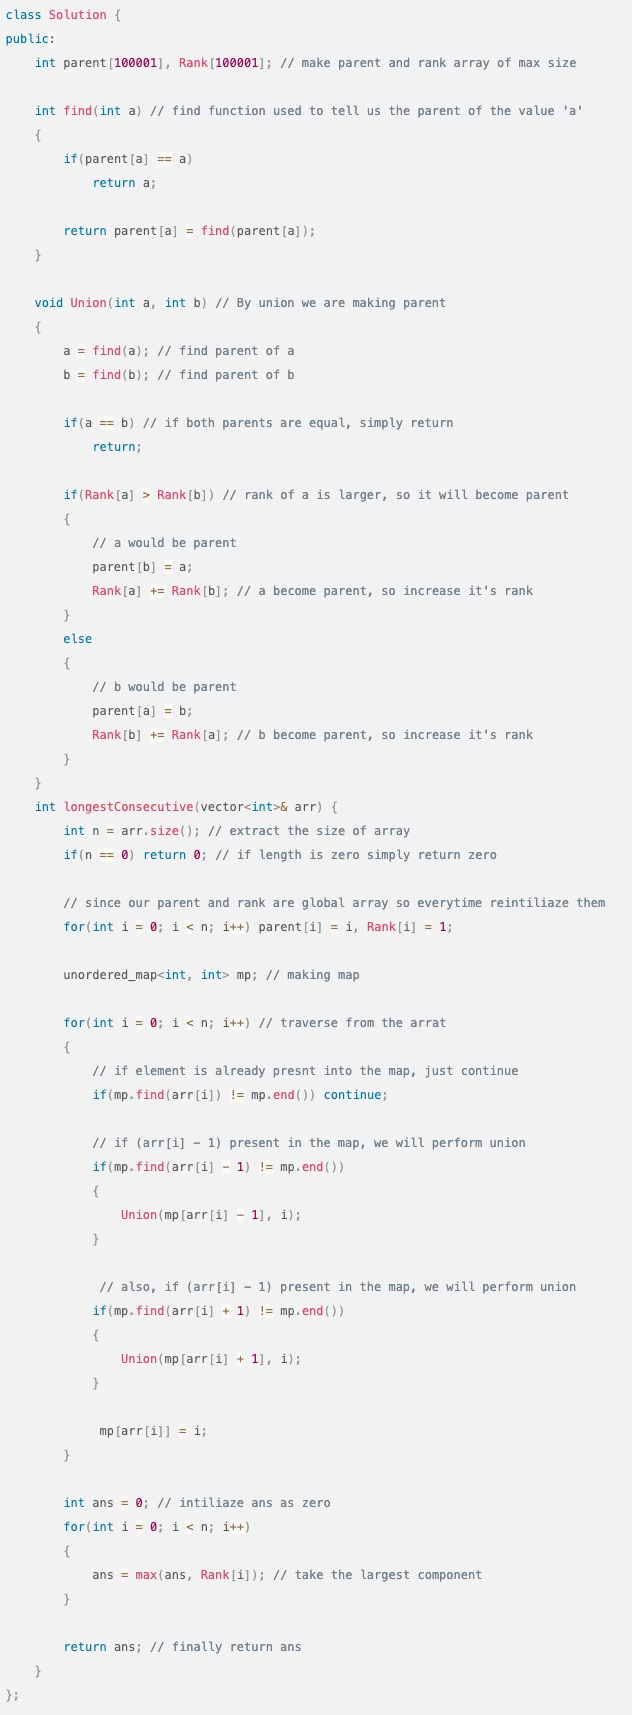 class Solution {
public:
    int parent[100001], Rank[100001]; // make parent and rank array of max size

    int find(int a) // find function used to tell us the parent of the value 'a'
    {
        if(parent[a] == a)
            return a;

        return parent[a] = find(parent[a]);
    }

    void Union(int a, int b) // By union we are making parent
    {
        a = find(a); // find parent of a
        b = find(b); // find parent of b

        if(a == b) // if both parents are equal, simply return
            return;

        if(Rank[a] > Rank[b]) // rank of a is larger, so it will become parent
        {
            // a would be parent
            parent[b] = a;
            Rank[a] += Rank[b]; // a become parent, so increase it's rank
        }
        else
        {
            // b would be parent
            parent[a] = b;
            Rank[b] += Rank[a]; // b become parent, so increase it's rank
        }
    }
    int longestConsecutive(vector<int>& arr) {
        int n = arr.size(); // extract the size of array
        if(n == 0) return 0; // if length is zero simply return zero

        // since our parent and rank are global array so everytime reintiliaze them
        for(int i = 0; i < n; i++) parent[i] = i, Rank[i] = 1;

        unordered_map<int, int> mp; // making map

        for(int i = 0; i < n; i++) // traverse from the arrat
        {
            // if element is already presnt into the map, just continue
            if(mp.find(arr[i]) != mp.end()) continue;

            // if (arr[i] - 1) present in the map, we will perform union
            if(mp.find(arr[i] - 1) != mp.end())
            {
                Union(mp[arr[i] - 1], i);
            }

             // also, if (arr[i] - 1) present in the map, we will perform union
            if(mp.find(arr[i] + 1) != mp.end())
            {
                Union(mp[arr[i] + 1], i);
            }

             mp[arr[i]] = i;
        }

        int ans = 0; // intiliaze ans as zero
        for(int i = 0; i < n; i++)
        {
            ans = max(ans, Rank[i]); // take the largest component
        }

        return ans; // finally return ans
    }
};